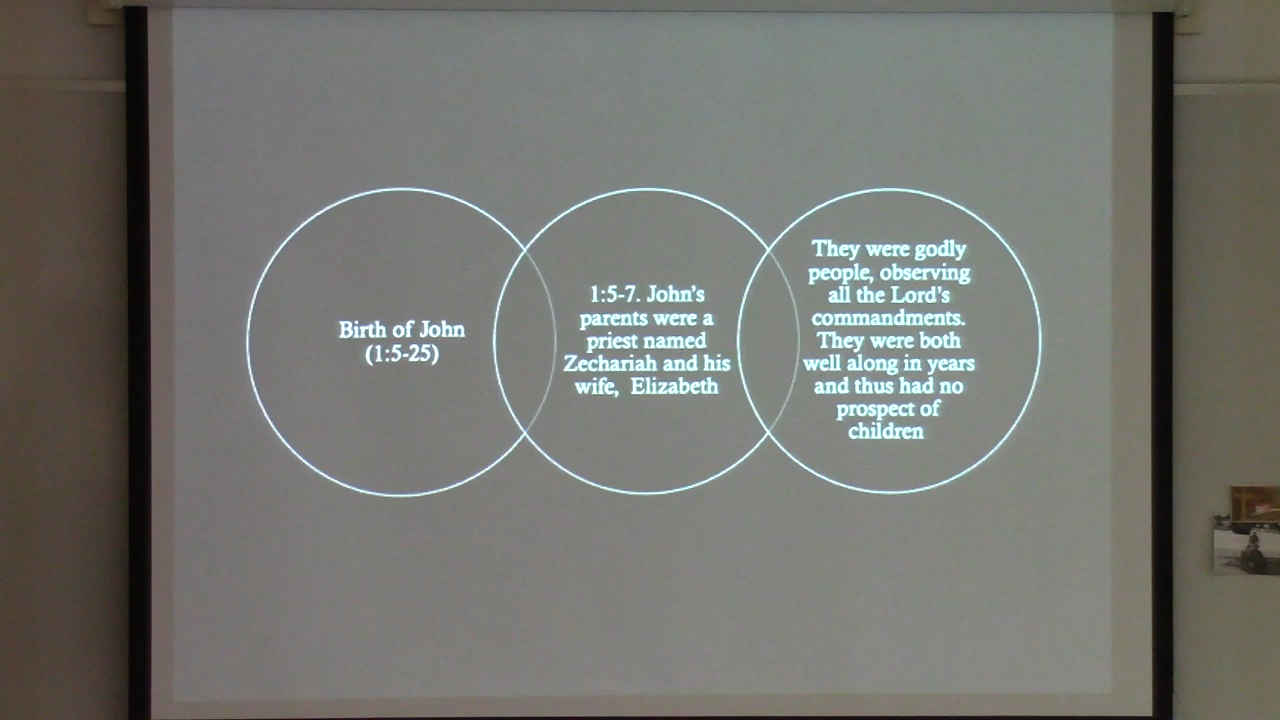 Birth of John
(1:5-25)
1:5-7. John's
parents were a
priest named
Zechariah and his
wife, Elizabeth
They were godly
people, observing
all the Lord's
commandments.
They were both
well along in years
and thus had no
prospect of
children